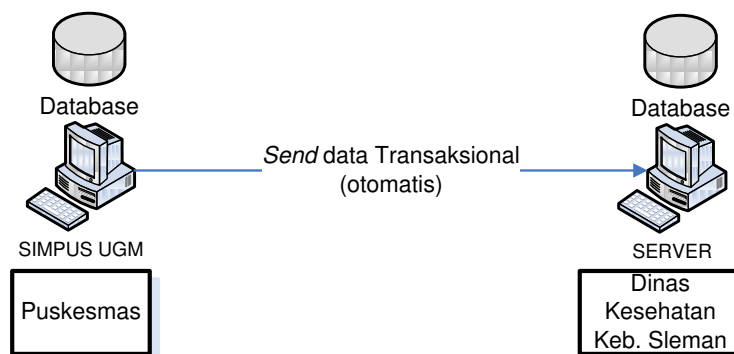 Database
SIMPUS UGM
Puskesmas
Send data Transaksional
(otomatis)
Database
SERVER
Dinas
Kesehatan
Keb. Sleman